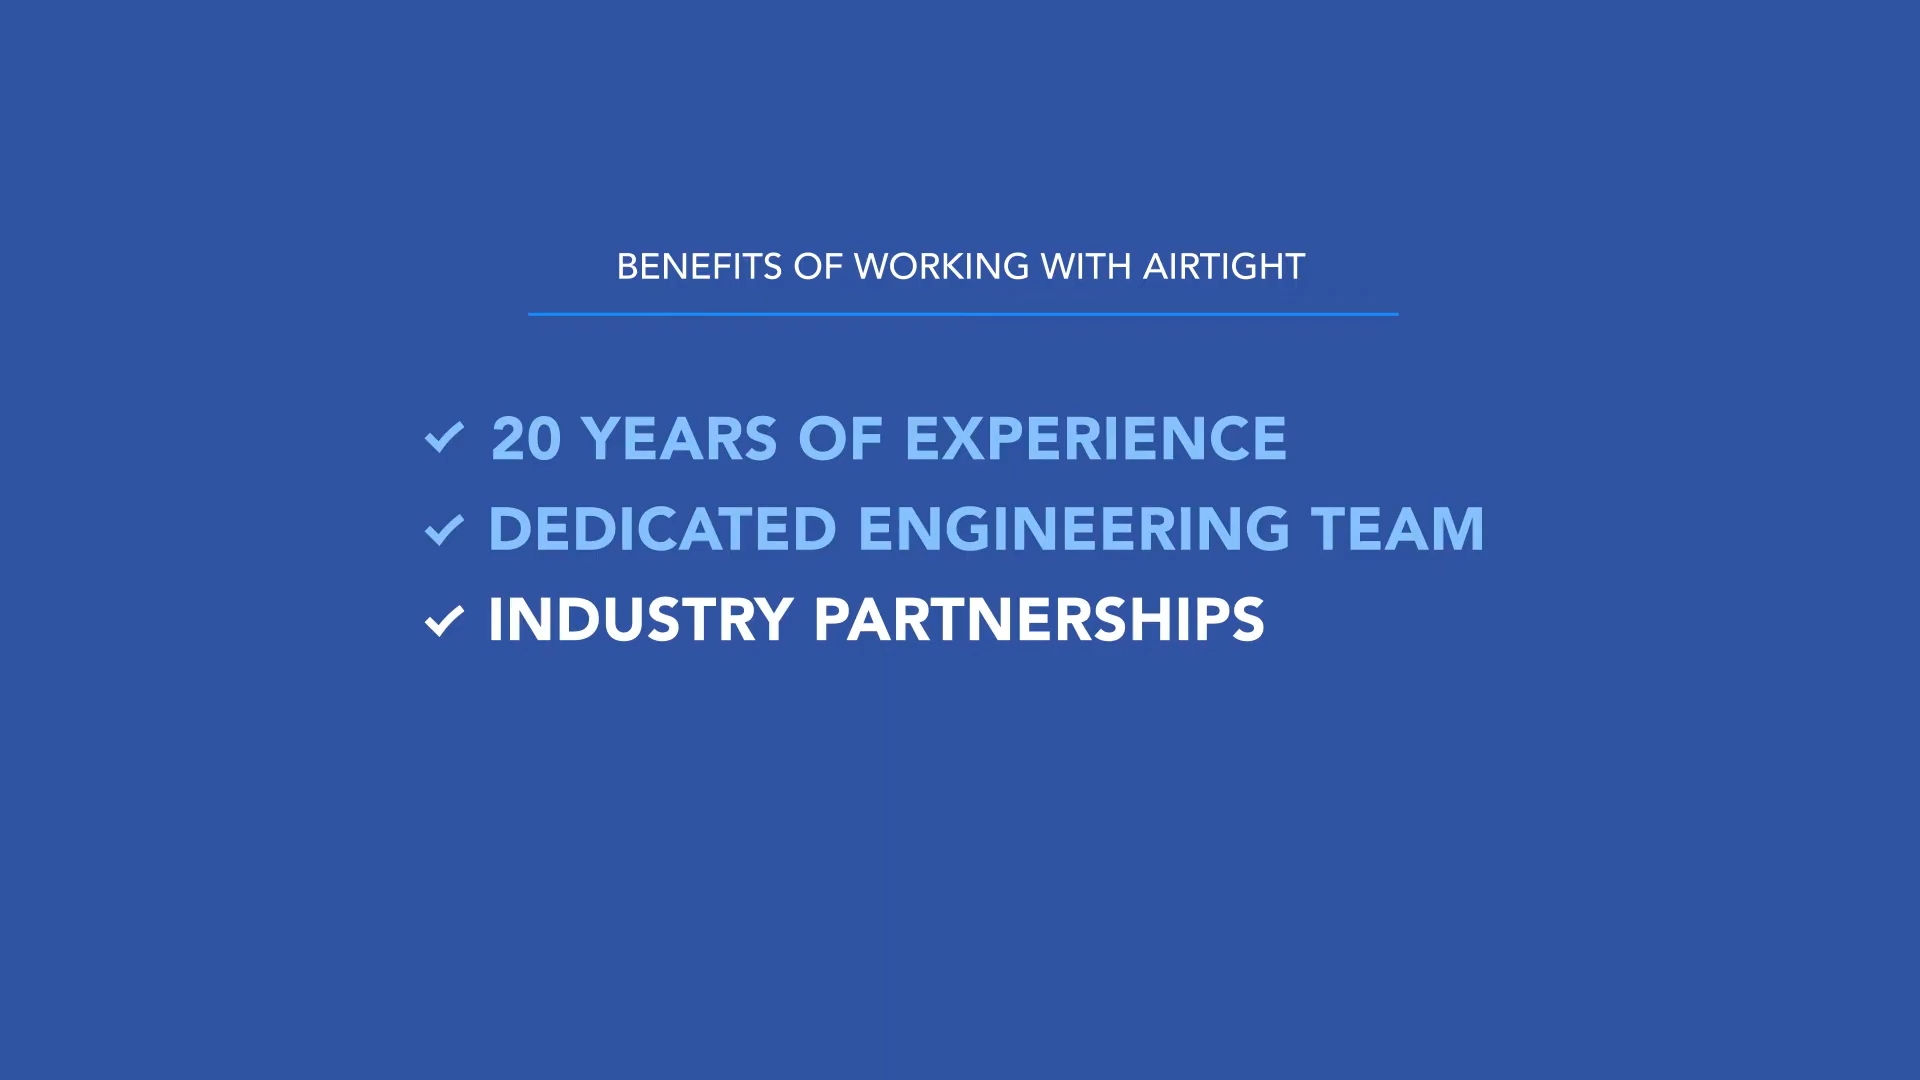 BENEFITS OF WORKING WITH AIRTIGHT
20 YEARS OF EXPERIENCE
DEDICATED ENGINEERING TEAM
INDUSTRY PARTNERSHIPS